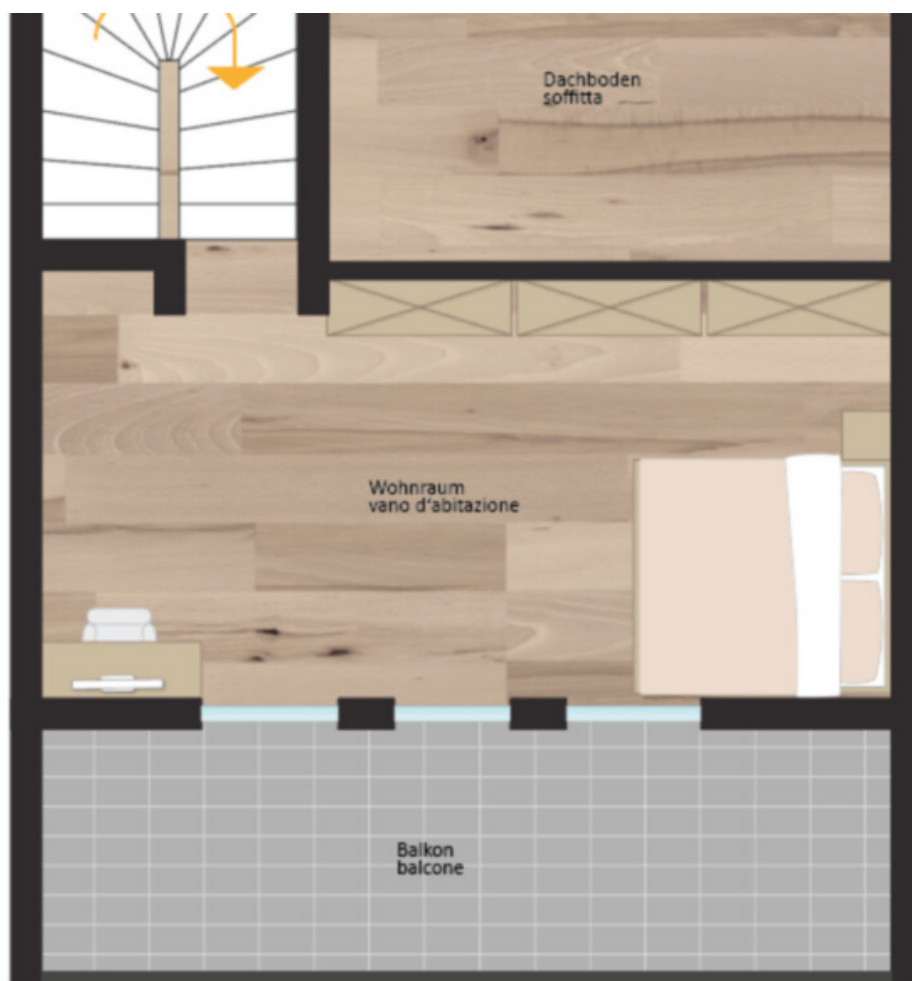 Dachboden
soffitta
Wohnraum
vano d'abitazione
Balkon
balcone